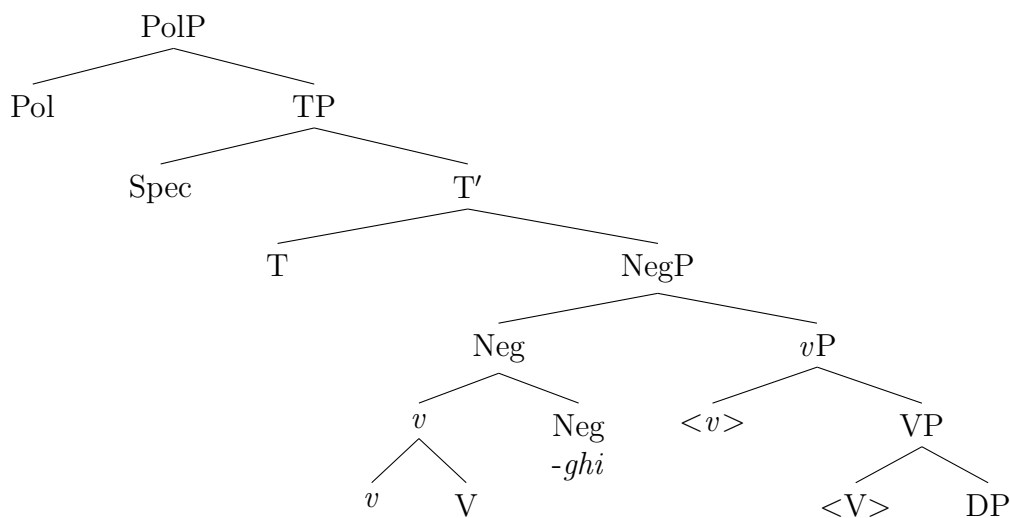 PolP
Pol TP
Spec T′
T NegP
Neg vP
v Neg <v> VP
-ghi
v V <V> DP